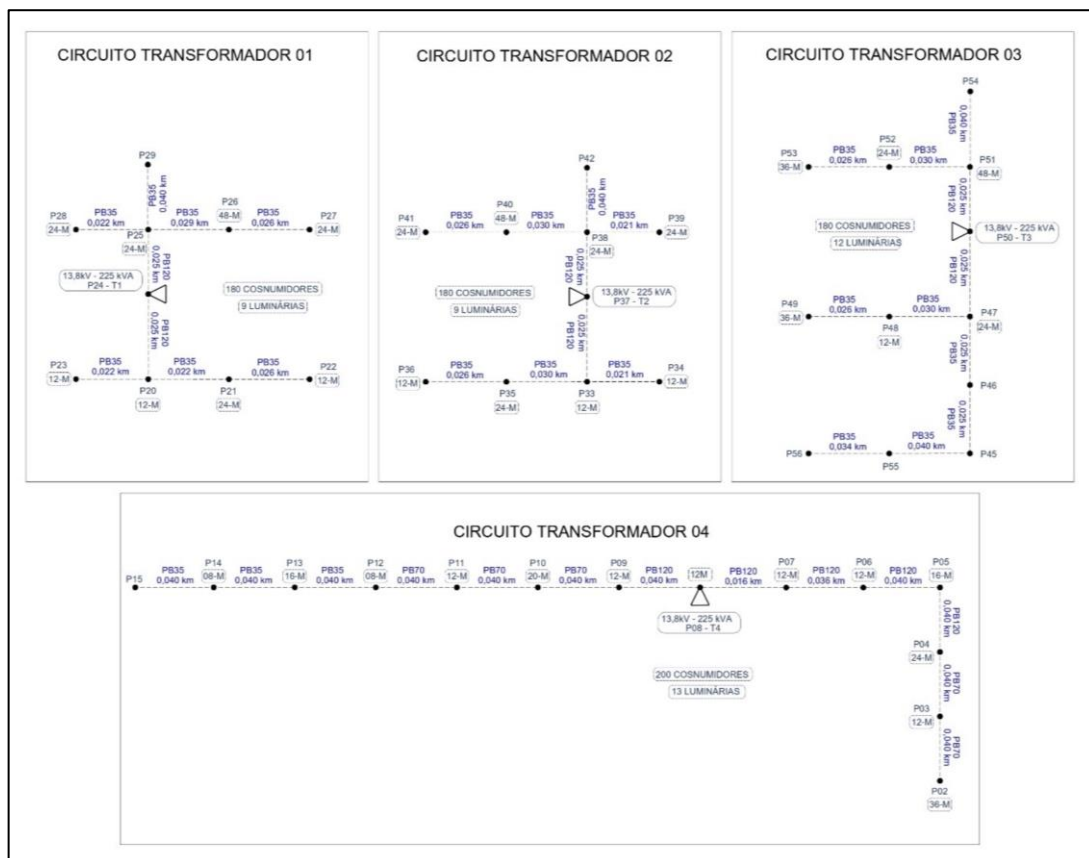 CIRCUITO TRANSFORMADOR 01
P29
PB35
0,040 km
P28
24-M
PB35
0,022 km
P25
24-M
PB35
0,029 km
P26
48-M
PB35
0,026 km
P27
24-M
PB120
0,025 km
13,8kV - 225 kVA
P24 - T1
180 COSNUMIDORES
9 LUMINÁRIAS
PB120
0,025 km
P23
12-M
PB35
0,022 km
P20
12-M
PB35
0,022 km
P21
24-M
PB35
0,026 km
P22
12-M
CIRCUITO TRANSFORMADOR 02
P42
PB35
0,040 km
P41
24-M
PB35
0,026 km
P40
48-M
PB35
0,030 km
P38
24-M
PB35
0,021 km
P39
24-M
0,025 km
PB120
180 COSNUMIDORES
9 LUMINÁRIAS
13,8kV - 225 kVA
P37 - T2
0,025 km
PB120
P36
12-M
PB35
0,026 km
P35
24-M
PB35
0,030 km
P33
12-M
PB35
0,021 km
P34
12-M
CIRCUITO TRANSFORMADOR 03
P54
0,040 km
PB35
P53
36-M
PB35
0,026 km
P52
24-M
PB35
0,030 km
P51
48-M
0,025 km
PB120
180 COSNUMIDORES
12 LUMINÁRIAS
13,8kV - 225 kVA
P50 - T3
0,025 km
PB120
P49
36-M
PB35
0,026 km
P48
12-M
PB35
0,030 km
P47
24-M
0,025 km
PB35
P46
0,025 km
PB35
P56
PB35
0,034 km
P55
PB35
0,040 km
P45
CIRCUITO TRANSFORMADOR 04
P15
PB35
0,040 km
P14
08-M
PB35
0,040 km
P13
16-M
PB35
0,040 km
P12
08-M
PB70
0,040 km
P11
12-M
PB70
0,040 km
P10
20-M
PB70
0,040 km
P09
12-M
PB120
0,040 km
12M
PB120
0,016 km
P07
12-M
PB120
0,036 km
P06
12-M
PB120
0,040 km
P05
16-M
13,8kV - 225 kVA
P08 - T4
PB120
0,040 km
200 COSNUMIDORES
13 LUMINÁRIAS
P04
24-M
PB70
0,040 km
P03
12-M
PB70
0,040 km
P02
36-M